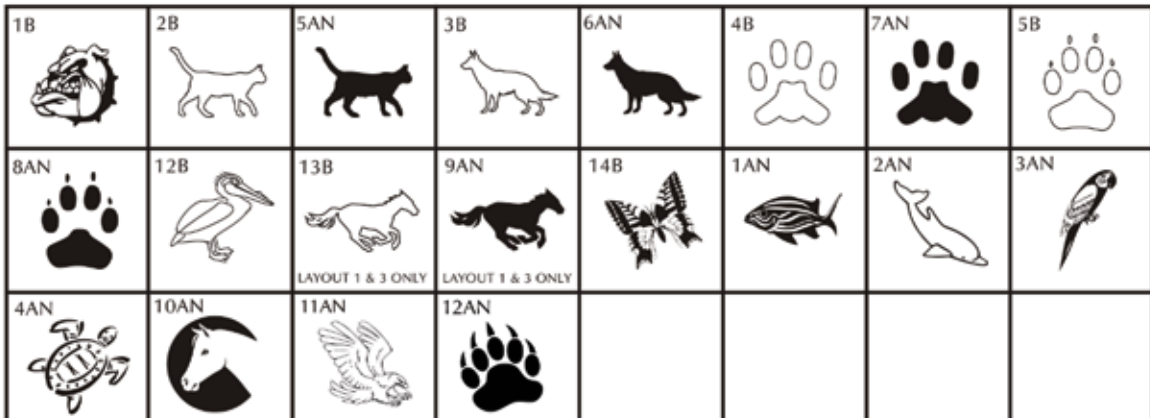 1B
2B
5AN
3B
6AN
4B
7AN
5B
8AN
12B
13B
LAYOUT 1 & 3 ONLY
9AN
LAYOUT 1 & 3 ONLY
14B
1AN
2AN
3AN
4AN
10AN
11AN
12AN